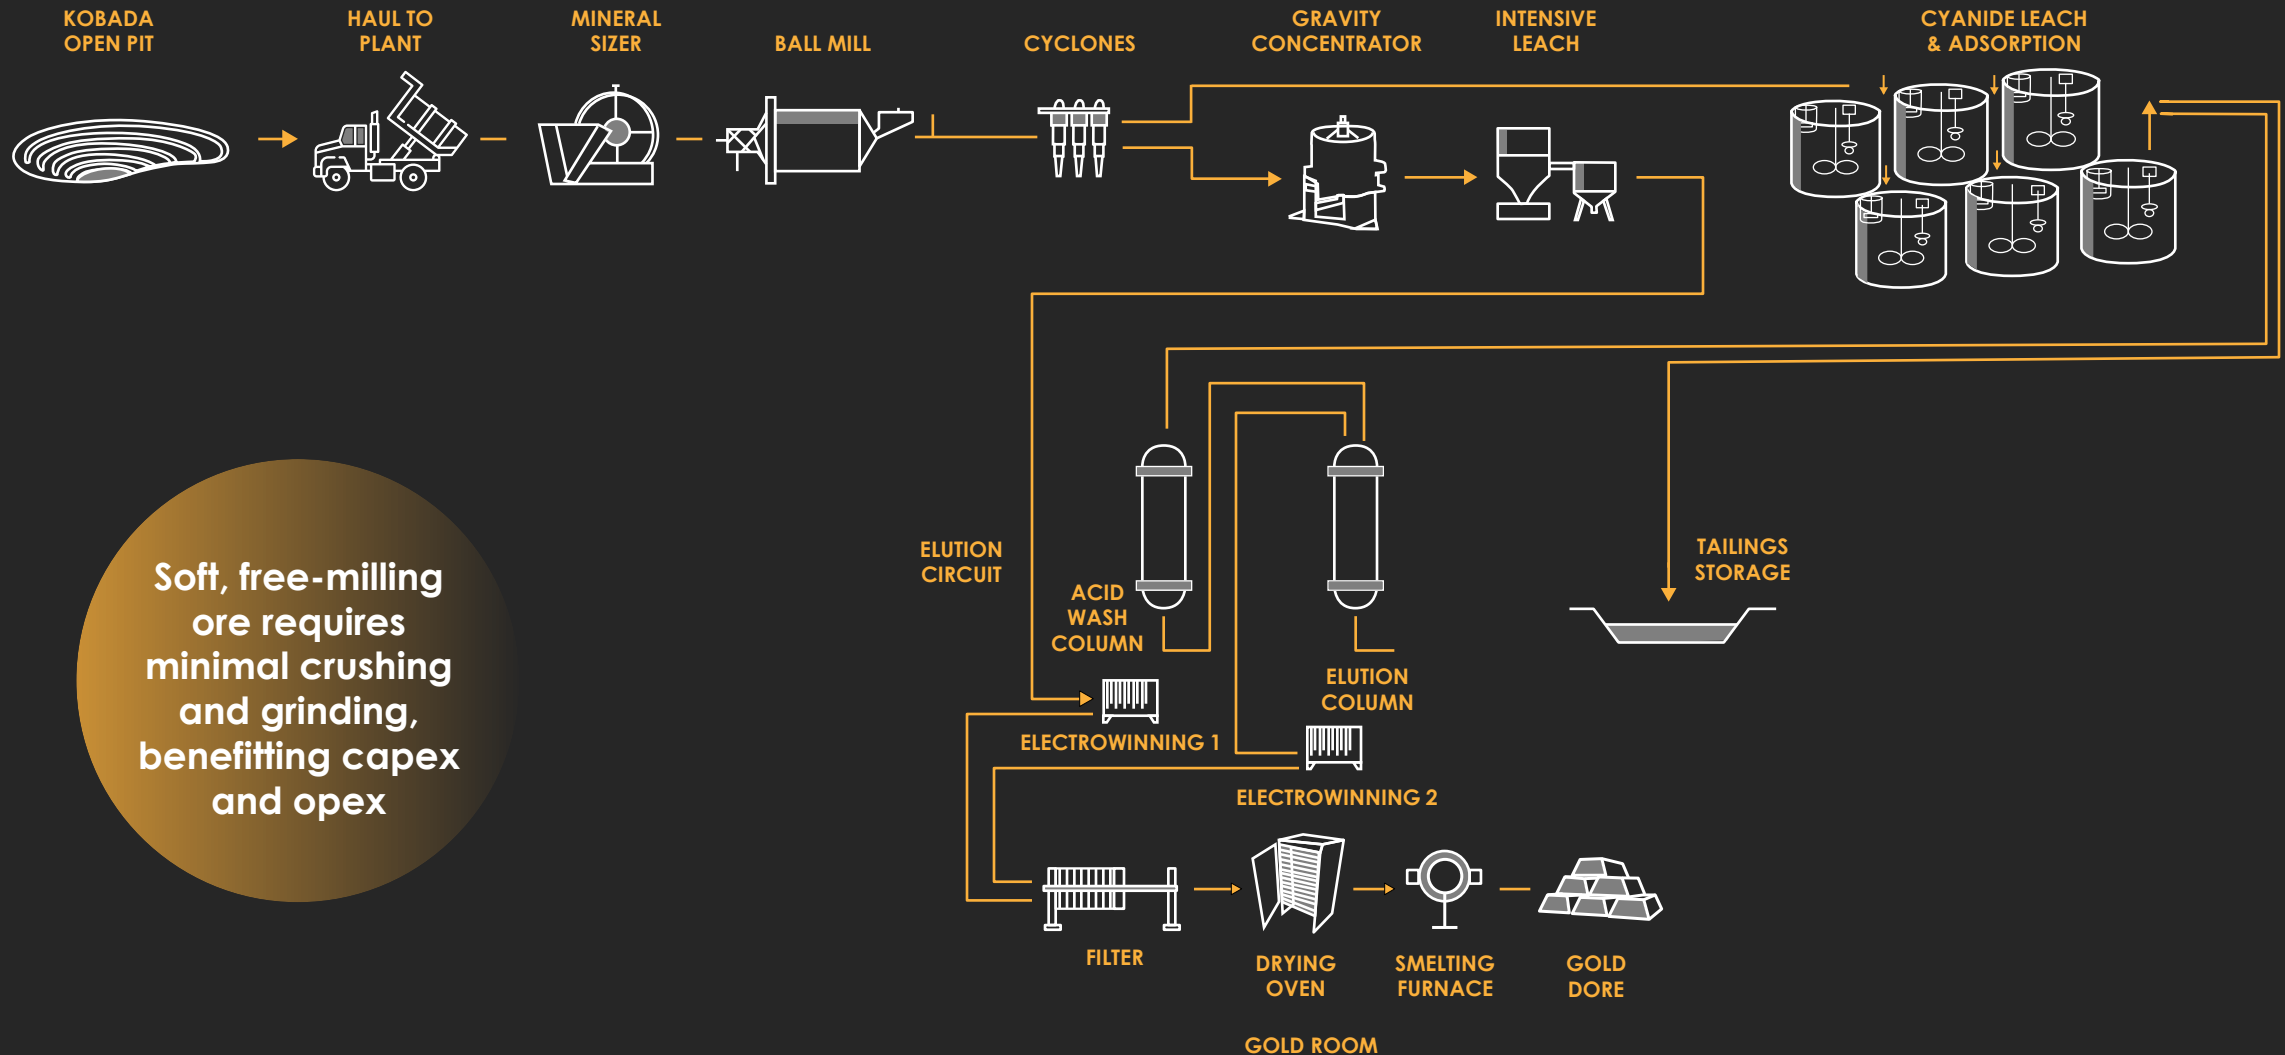 KOBADA
OPEN PIT
HAUL TO
PLANT
MINERAL
SIZER
BALL MILL
CYCLONES
GRAVITY
CONCENTRATOR
INTENSIVE
LEACH
CYANIDE LEACH
& ADSORPTION
Soft, free-milling
ore requires
minimal crushing
and grinding,
benefitting capex
and opex
ELUTION
CIRCUIT
ACID
WASH
COLUMN
ELUTION
COLUMN
TAILINGS
STORAGE
ELECTROWINNING 1
ELECTROWINNING 2
FILTER
DRYING
OVEN
SMELTING
FURNACE
GOLD
DORE
GOLD ROOM